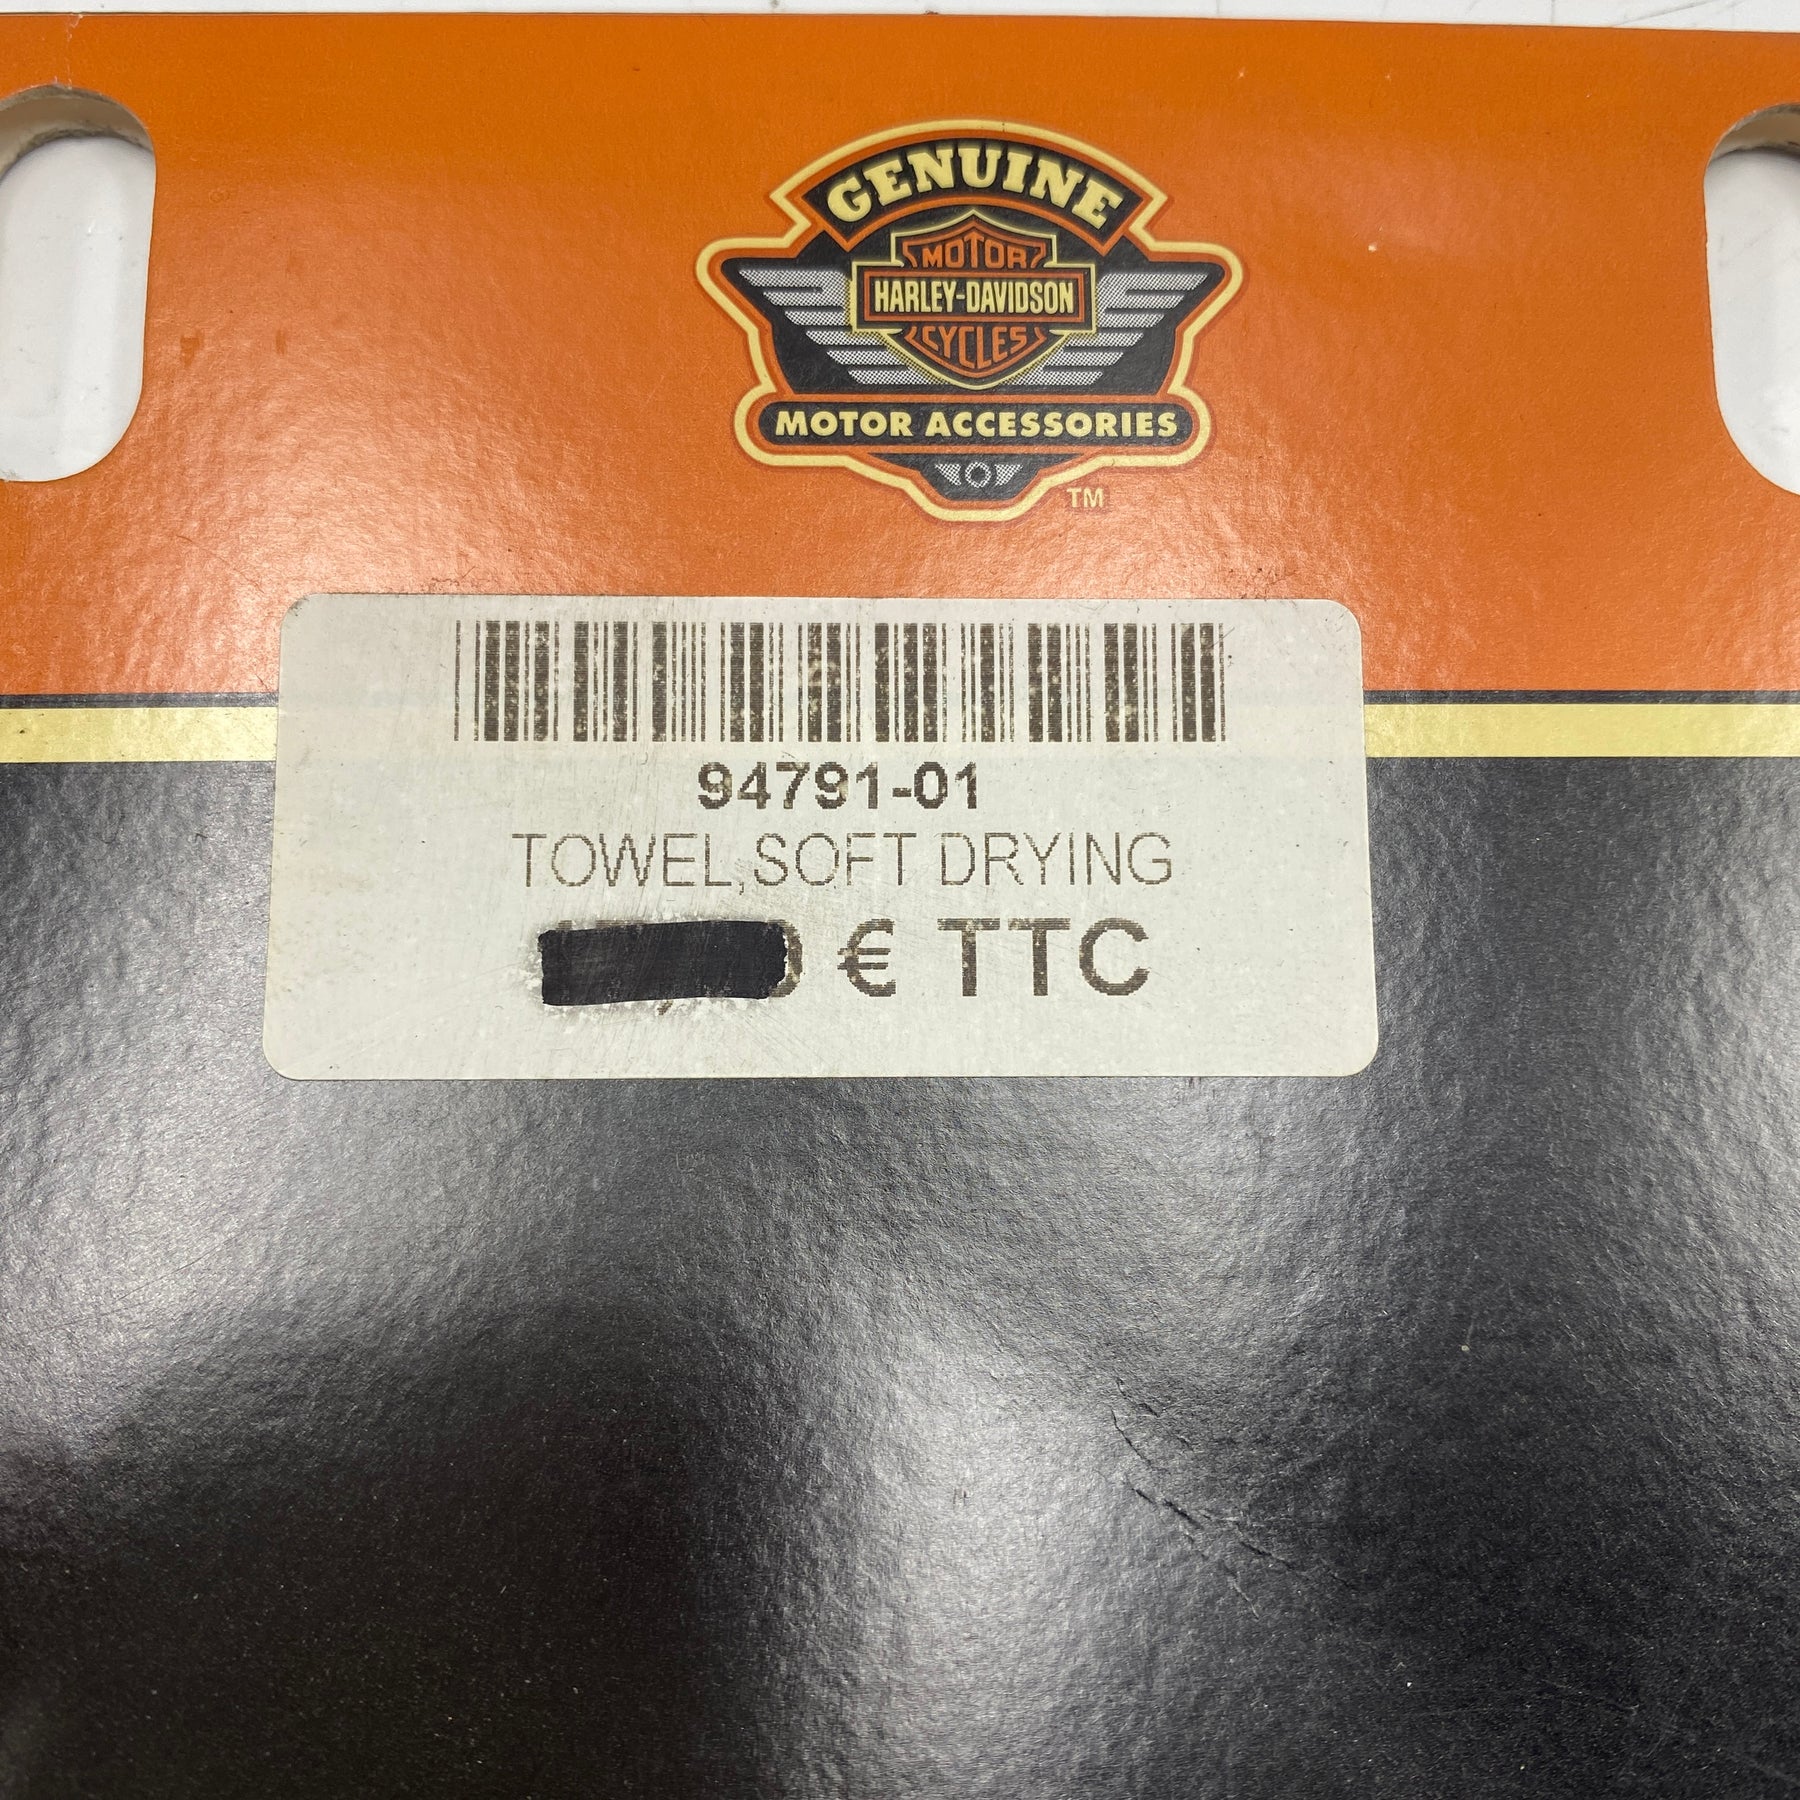 GENUINE
MOTOR
HARLEY-DAVIDSON
CYCLES
MOTOR ACCESSORIES
TM
94791-01
TOWEL,SOFT DRYING
€ TTC